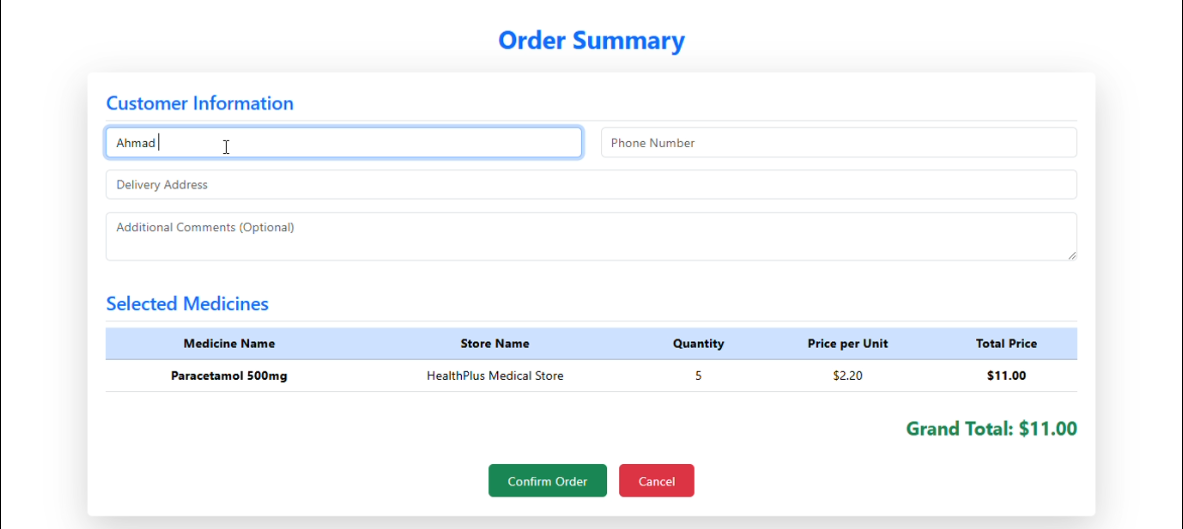 Order Summary
Customer Information
Ahmad
Phone Number
Delivery Address
Additional Comments (Optional)
Selected Medicines
Medicine Name Store Name Quantity Price per Unit Total Price
Paracetamol 500mg HealthPlus Medical Store 5 $2.20 $11.00
Grand Total: $11.00
Confirm Order Cancel